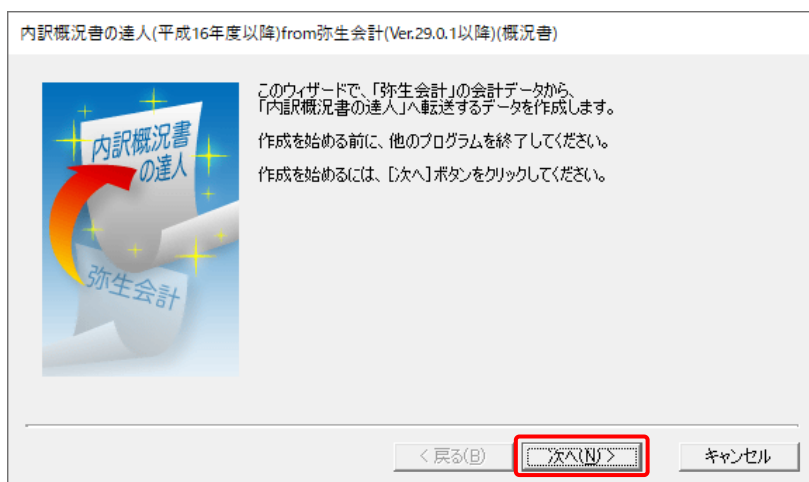 内訳概況書の達人(平成16年度以降)from弥生会計(Ver.29.0.1以降)(概況書)
内訳概況書
の達人
弥生会計
このウィザードで、「弥生会計」の会計データから、
「内訳概況書の達人」へ転送するデータを作成します。
作成を始める前に、他のプログラムを終了してください。
作成を始めるには、[次へ]ボタンをクリックしてください。
< 戻る(B)
次へ(N) >
キャンセル